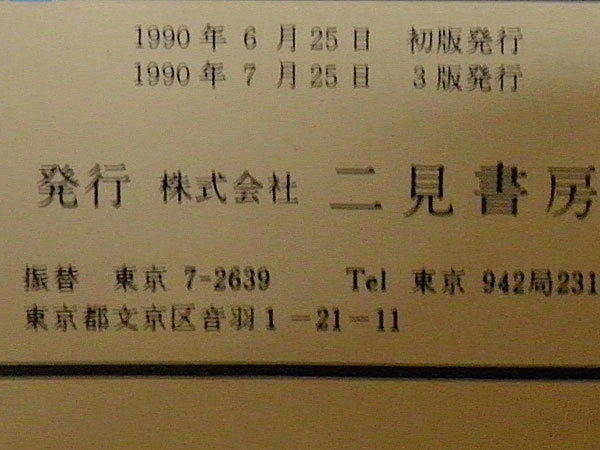 1990年6月25日 初版発行
1990年7月25日 3版発行
発行 株式会社 二見書房
振替 東京 7-2639 Tel 東京 942局231
東京都文京区音羽1-21-11